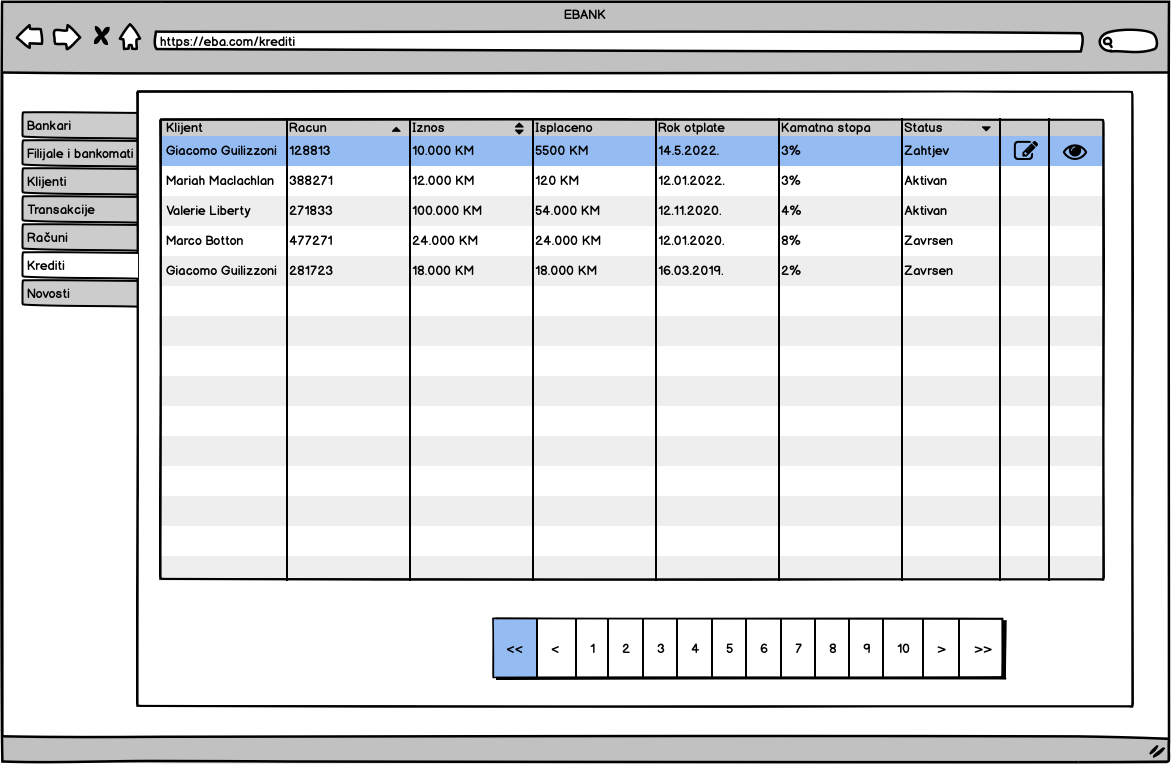 EBANK
https://eba.com/krediti
Bankari
Filijale i bankomati
Klijenti
Transakcije
Računi
Krediti
Novosti
Klijent Racun Iznos Isplaceno Rok otplate Kamatna stopa Status
Giacomo Guilizzoni 128813 10.000 KM 5500 KM 14.5.2022. 3% Zahtjev
Mariah Maclachlan 388271 12.000 KM 120 KM 12.01.2022. 3% Aktivan
Valerie Liberty 271833 100.000 KM 54.000 KM 12.11.2020. 4% Aktivan
Marco Botton 477271 24.000 KM 24.000 KM 12.01.2020. 8% Zavrsen
Giacomo Guilizzoni 281723 18.000 KM 18.000 KM 16.03.2019. 2% Zavrsen
<< < 1 2 3 4 5 6 7 8 9 10 > >>